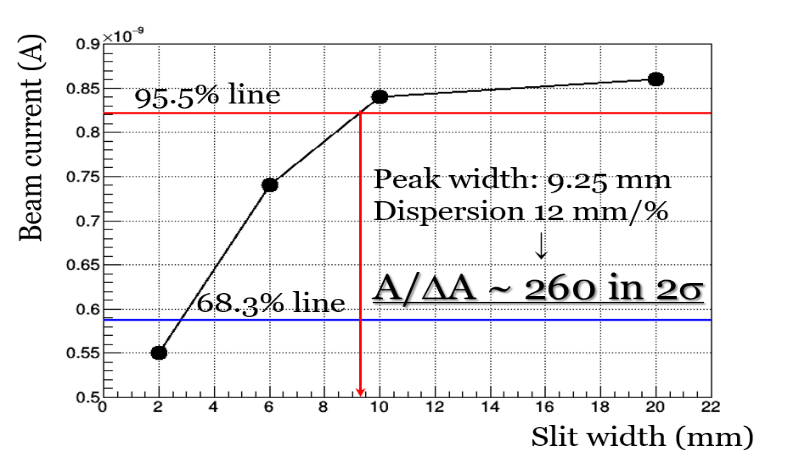 ×10⁻⁹
0.9
0.85
0.8
0.75
0.7
0.65
0.6
0.55
0.5
Beam current (A)
95.5% line
Peak width: 9.25 mm
Dispersion 12 mm/%
↓
A/ΔA ~ 260 in 2σ
68.3% line
0 2 4 6 8 10 12 14 16 18 20 22
Slit width (mm)